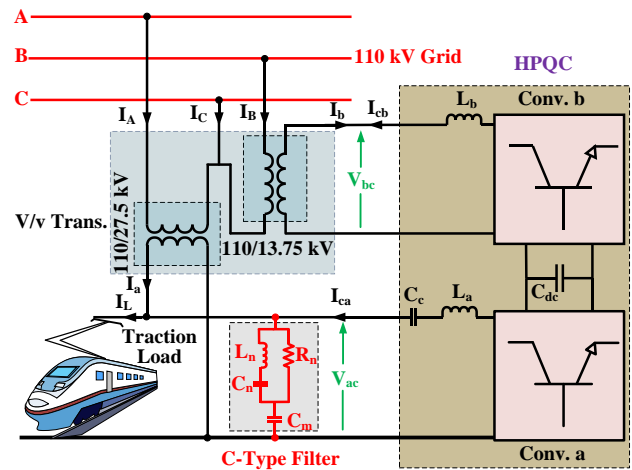 A
B
110 kV Grid
HPQC
C
I_A
I_C
I_B
I_b
I_cb
L_b
Conv. b
V_bc
V/v Trans.
110/27.5 kV
110/13.75 kV
I_a
I_L
I_ca
C_c
L_a
C_dc
Traction
Load
L_n
R_n
C_n
C_m
V_ac
C-Type Filter
Conv. a